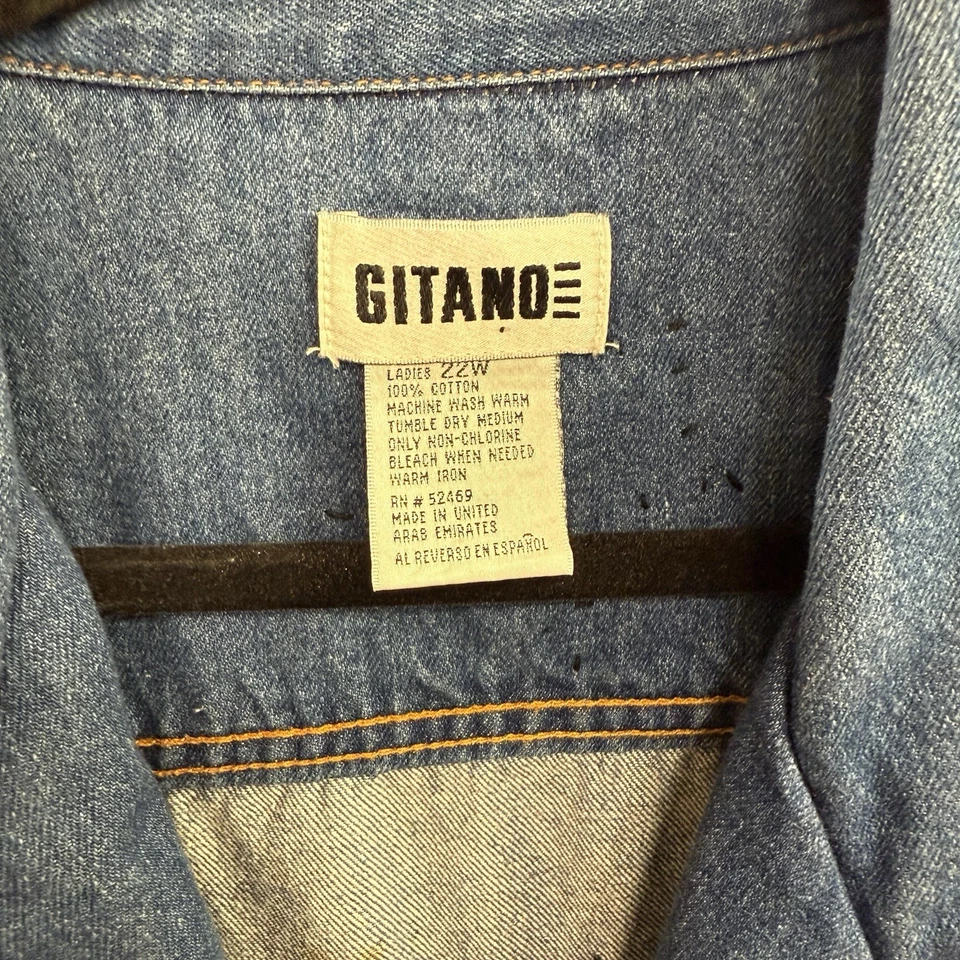 GITANO
LADIES 22W
100% COTTON
MACHINE WASH WARM
TUMBLE DRY MEDIUM
ONLY NON-CHLORINE
BLEACH WHEN NEEDED
WARM IRON
RN # 52469
MADE IN UNITED
ARAB EMIRATES
AL REVERSO EN ESPAÑOL